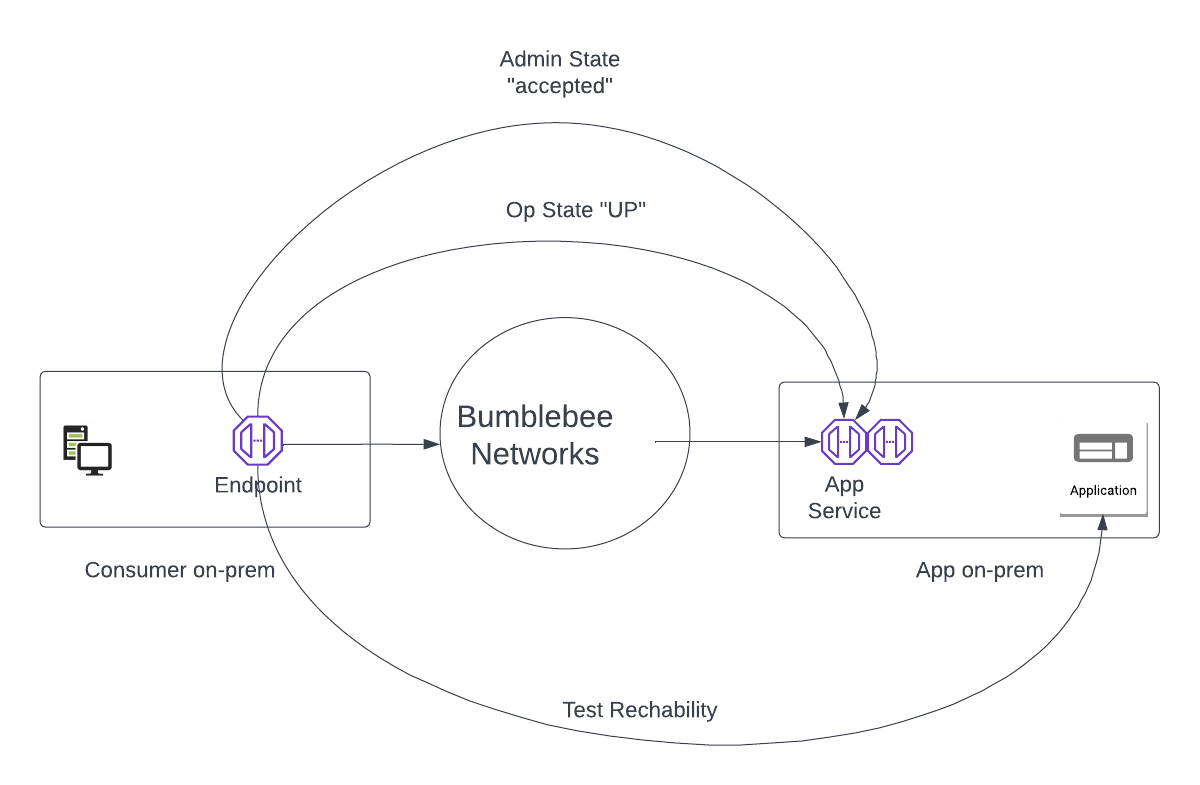 Admin State
"accepted"
Op State "UP"
Bumblebee
Networks
Endpoint
App
Service
Application
Consumer on-prem
App on-prem
Test Rechability